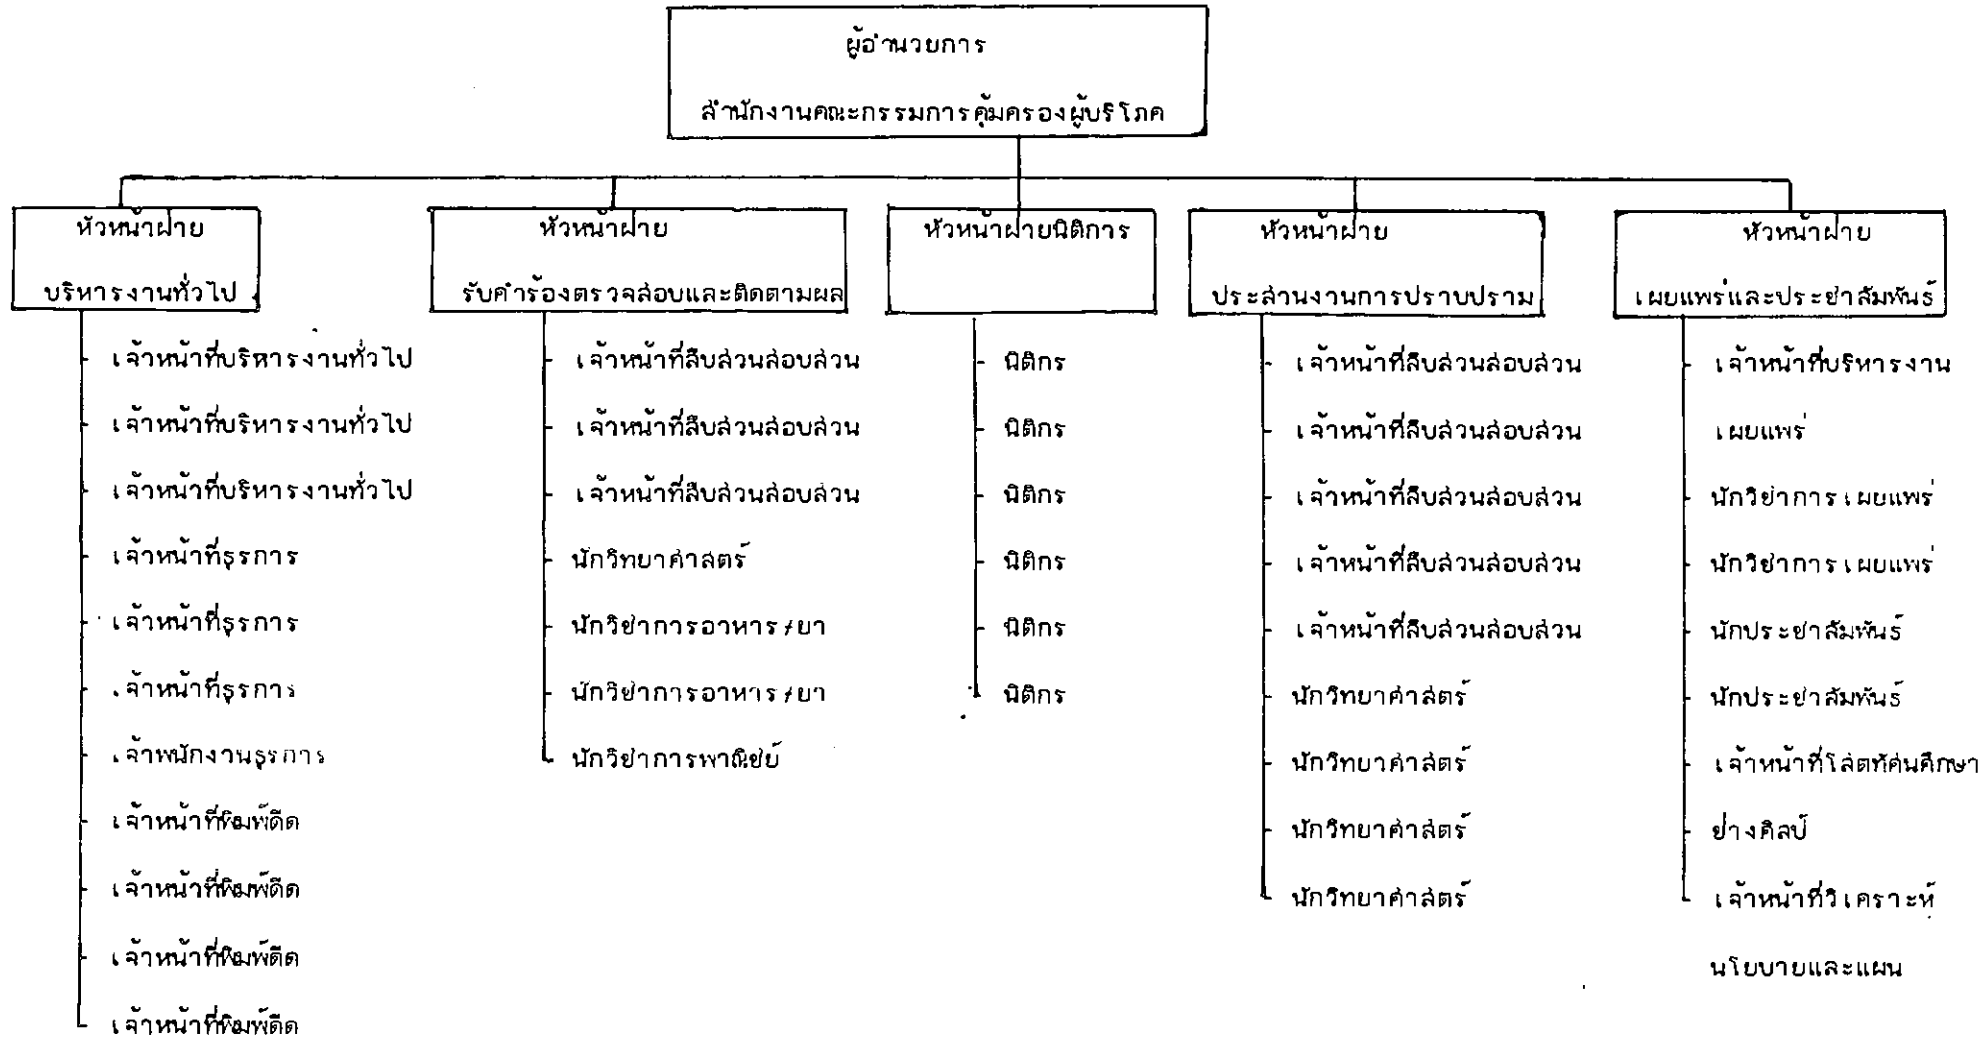 ผู้อำนวยการ
สำนักงานคณะกรรมการคุ้มครองผู้บริโภค
หัวหน้าฝ่าย
บริหารงานทั่วไป
- เจ้าหน้าที่บริหารงานทั่วไป
- เจ้าหน้าที่บริหารงานทั่วไป
- เจ้าหน้าที่บริหารงานทั่วไป
- เจ้าหน้าที่ธุรการ
- เจ้าหน้าที่ธุรการ
- เจ้าหน้าที่ธุรการ
- เจ้าพนักงานธุรการ
- เจ้าหน้าที่พิมพ์ดีด
- เจ้าหน้าที่พิมพ์ดีด
- เจ้าหน้าที่พิมพ์ดีด
- เจ้าหน้าที่พิมพ์ดีด
หัวหน้าฝ่าย
รับคำร้องตรวจสอบและติดตามผล
- เจ้าหน้าที่สืบสวนสอบสวน
- เจ้าหน้าที่สืบสวนสอบสวน
- เจ้าหน้าที่สืบสวนสอบสวน
- นักวิทยาศาสตร์
- นักวิชาการอาหาร/ยา
- นักวิชาการอาหาร/ยา
- นักวิชาการพาณิชย์
หัวหน้าฝ่ายนิติการ
- นิติกร
- นิติกร
- นิติกร
- นิติกร
- นิติกร
- นิติกร
หัวหน้าฝ่าย
ประสานงานการปราบปราม
- เจ้าหน้าที่สืบสวนสอบสวน
- เจ้าหน้าที่สืบสวนสอบสวน
- เจ้าหน้าที่สืบสวนสอบสวน
- เจ้าหน้าที่สืบสวนสอบสวน
- เจ้าหน้าที่สืบสวนสอบสวน
- นักวิทยาศาสตร์
- นักวิทยาศาสตร์
- นักวิทยาศาสตร์
- นักวิทยาศาสตร์
หัวหน้าฝ่าย
เผยแพร่และประชาสัมพันธ์
- เจ้าหน้าที่บริหารงาน
เผยแพร่
- นักวิชาการเผยแพร่
- นักวิชาการเผยแพร่
- นักประชาสัมพันธ์
- นักประชาสัมพันธ์
- เจ้าหน้าที่โสตทัศนศึกษา
- ช่างศิลป์
- เจ้าหน้าที่วิเคราะห์
นโยบายและแผน